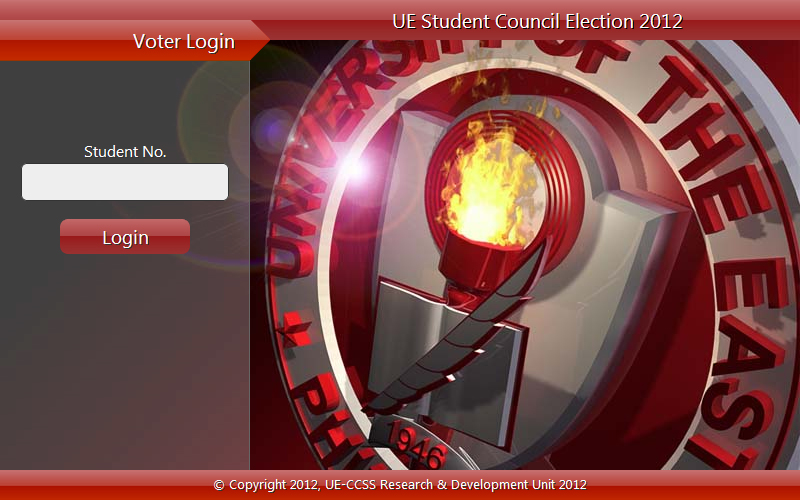 UE Student Council Election 2012
Voter Login
Student No.
Login
UNIVERSITY OF THE EAST
PHI
1946
© Copyright 2012, UE-CCSS Research & Development Unit 2012